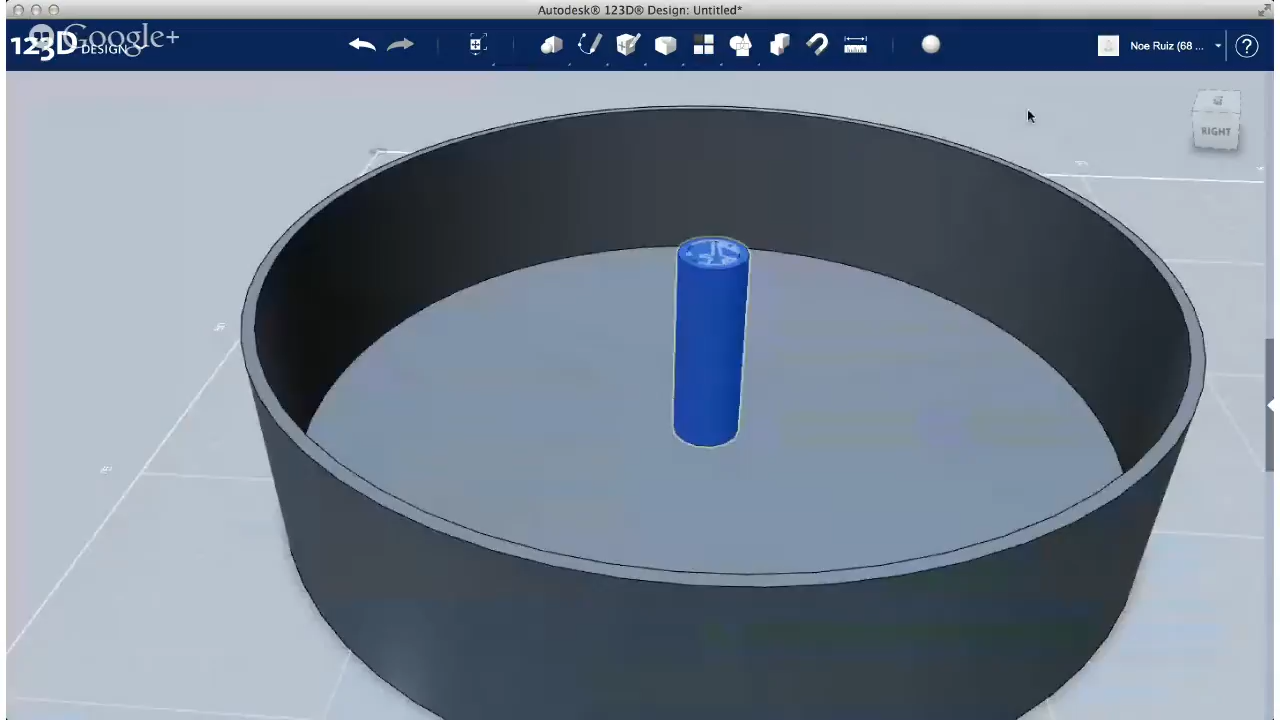 Autodesk® 123D® Design: Untitled*
Google+
123D DESIGN
Noe Ruiz (68 ...
?
RIGHT